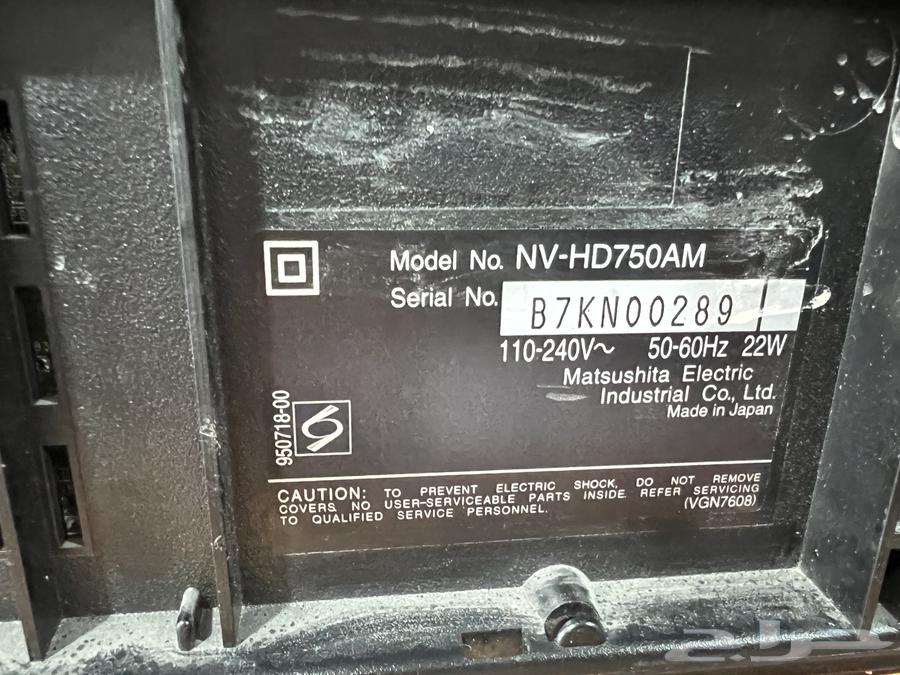 Model No. NV-HD750AM
Serial No. B7KN00289
110-240V~ 50-60Hz 22W
Matsushita Electric
Industrial Co., Ltd.
Made in Japan
950718-00
CAUTION: TO PREVENT ELECTRIC SHOCK, DO NOT REMOVE
COVERS. NO USER-SERVICEABLE PARTS INSIDE. REFER SERVICING
TO QUALIFIED SERVICE PERSONNEL.
(VGN7608)
حراج